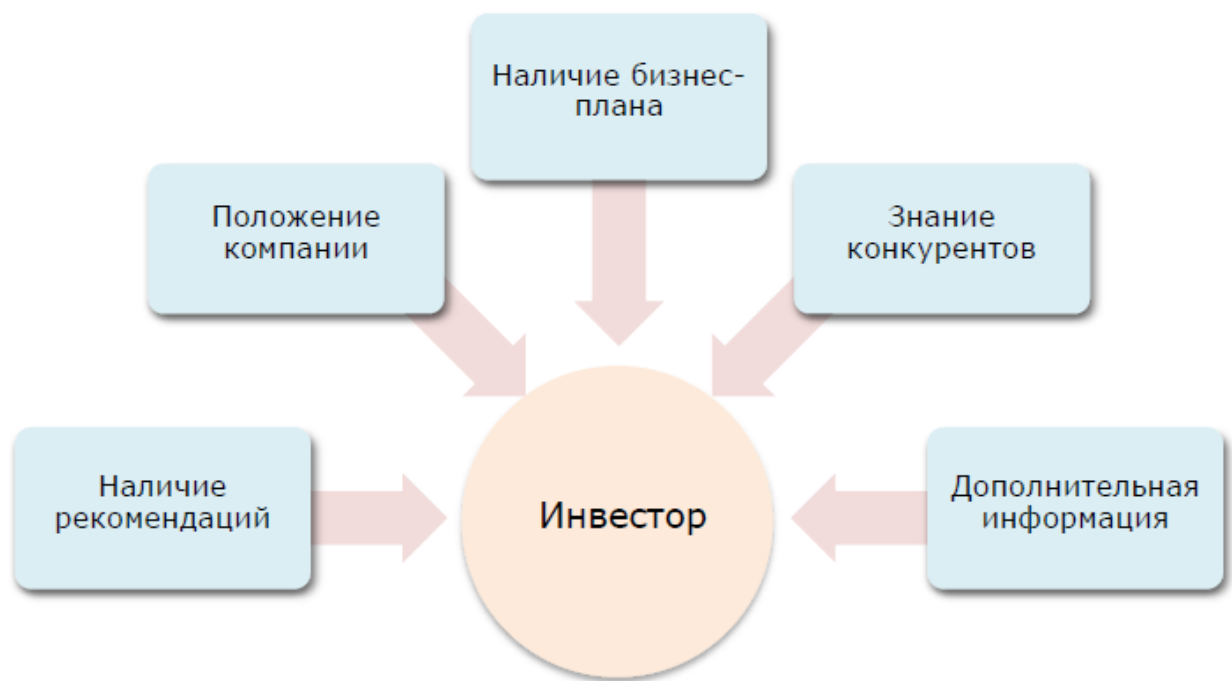 Наличие бизнес-
плана
Положение
компании
Знание
конкурентов
Наличие
рекомендаций
Инвестор
Дополнительная
информация